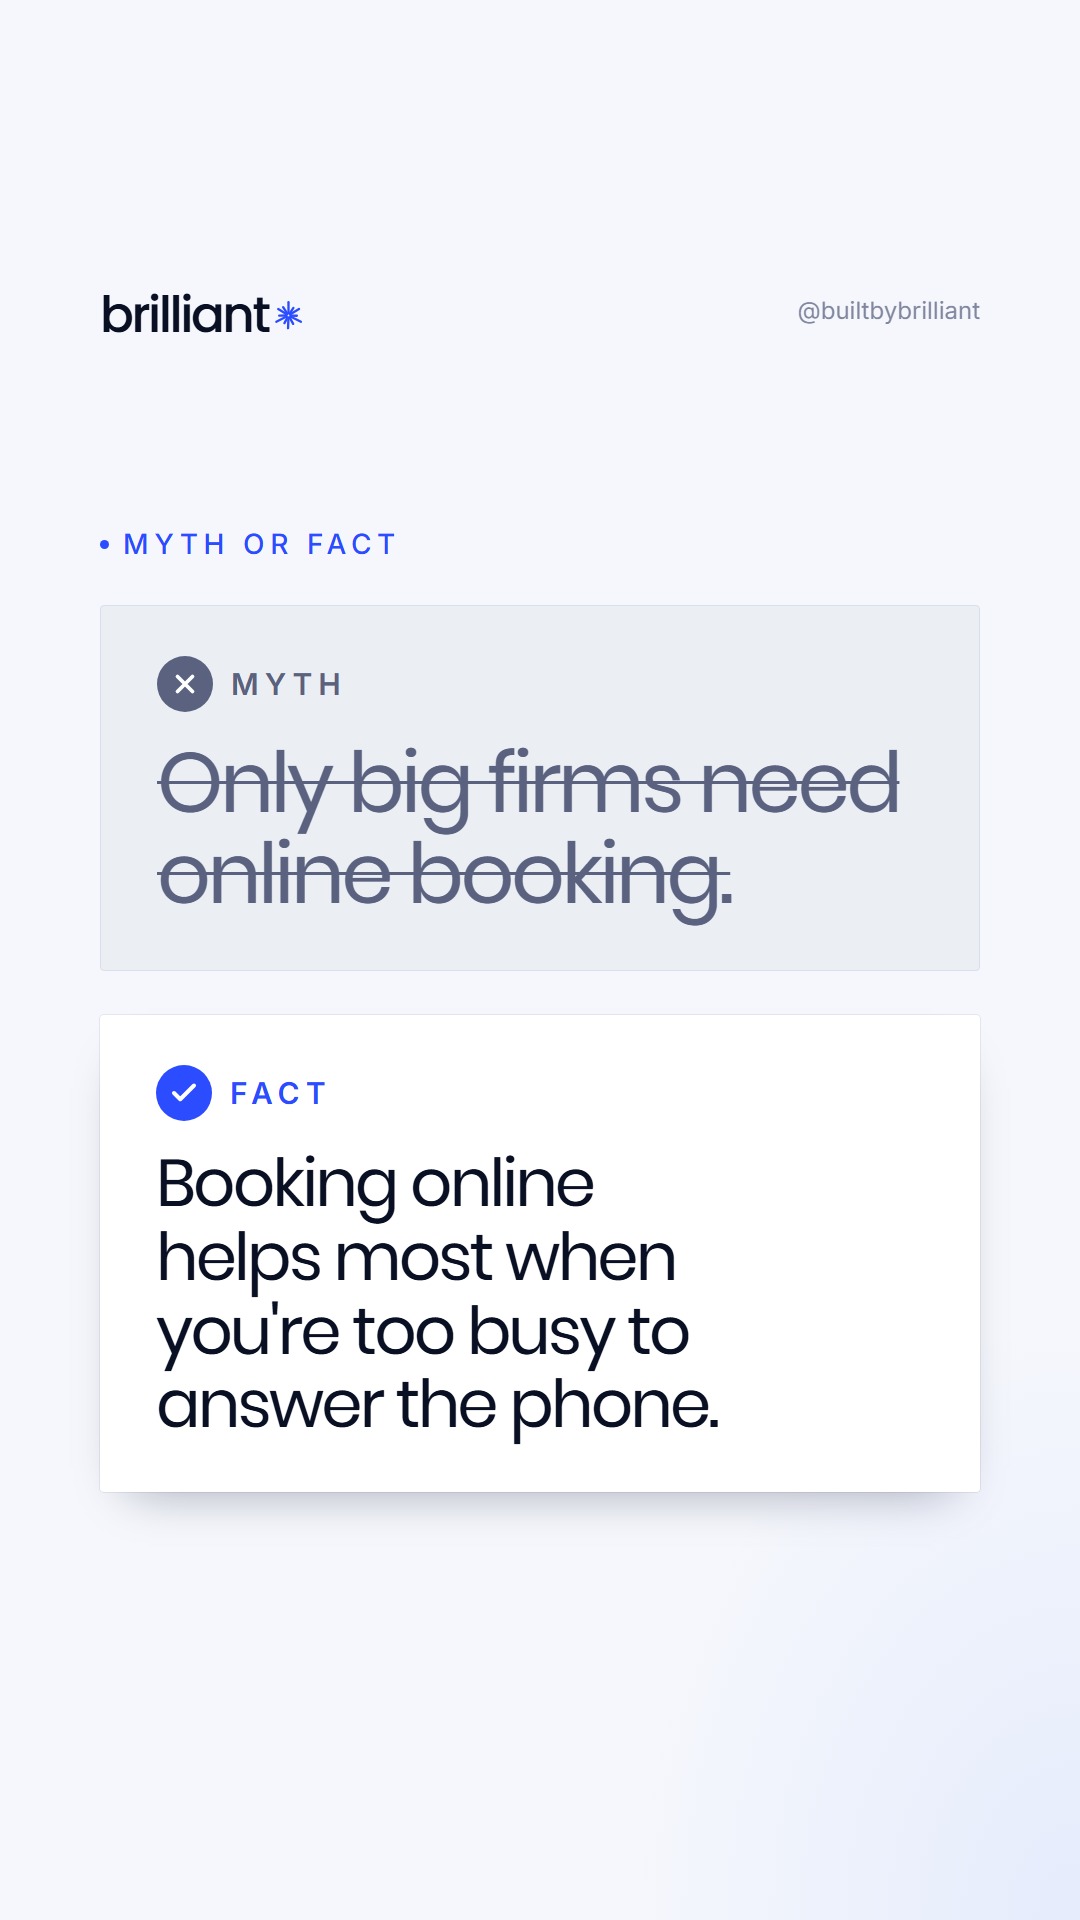 brilliant
@builtbybrilliant
MYTH OR FACT
MYTH
Only big firms need
online booking.
FACT
Booking online
helps most when
you're too busy to
answer the phone.